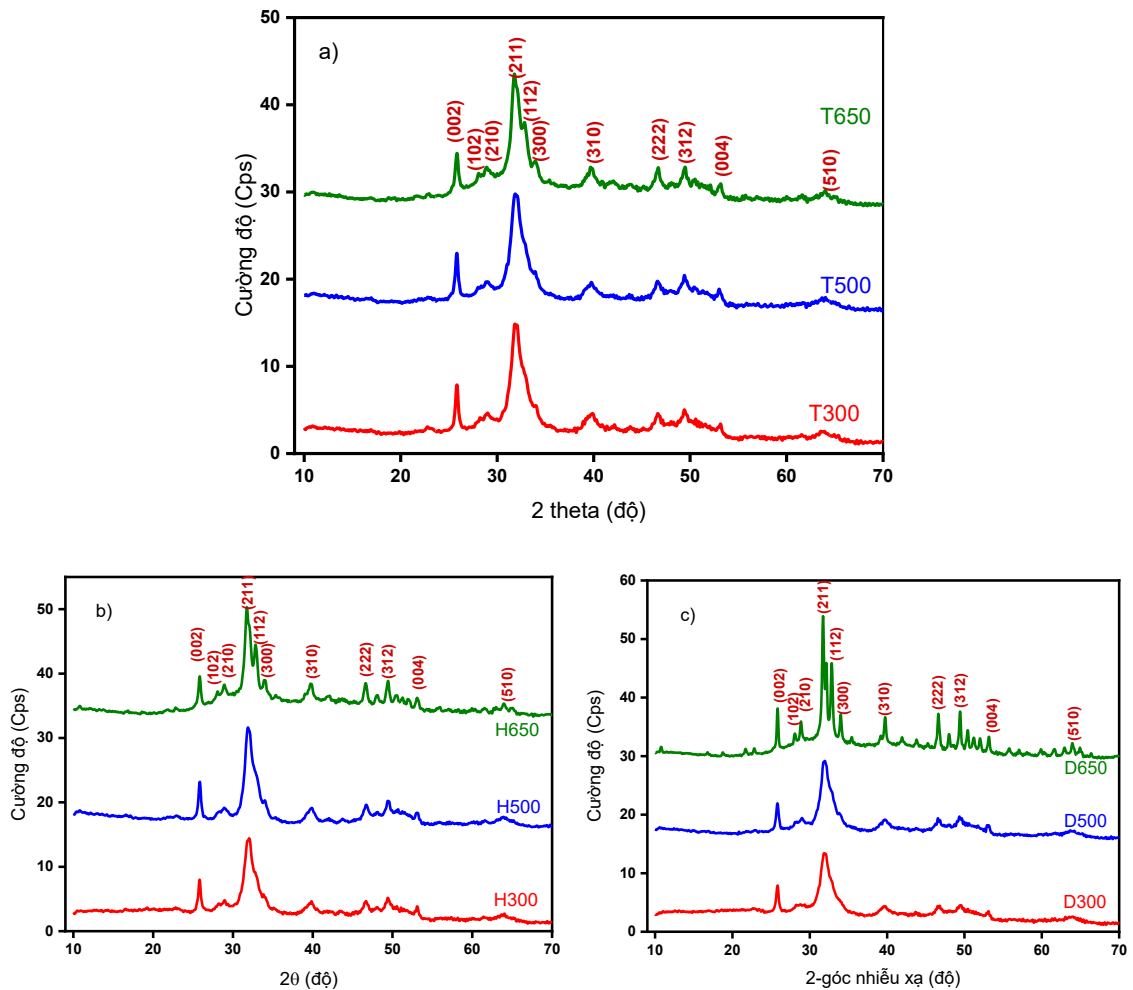 a)
50
40
30
20
10
0
Cường độ (Cps)
(002)
(102)
(210)
(211)
(112)
(300)
(310)
(222)
(312)
(004)
(510)
T650
T500
T300
10 20 30 40 50 60 70
2 theta (độ)
b)
50
40
30
20
10
0
Cường độ (Cps)
(002)
(102)
(210)
(211)
(112)
(300)
(310)
(222)
(312)
(004)
(510)
H650
H500
H300
10 20 30 40 50 60 70
2θ (độ)
c)
60
50
40
30
20
10
0
Cường độ (Cps)
(002)
(102)
(210)
(211)
(112)
(300)
(310)
(222)
(312)
(004)
(510)
D650
D500
D300
10 20 30 40 50 60 70
2-góc nhiễu xạ (độ)